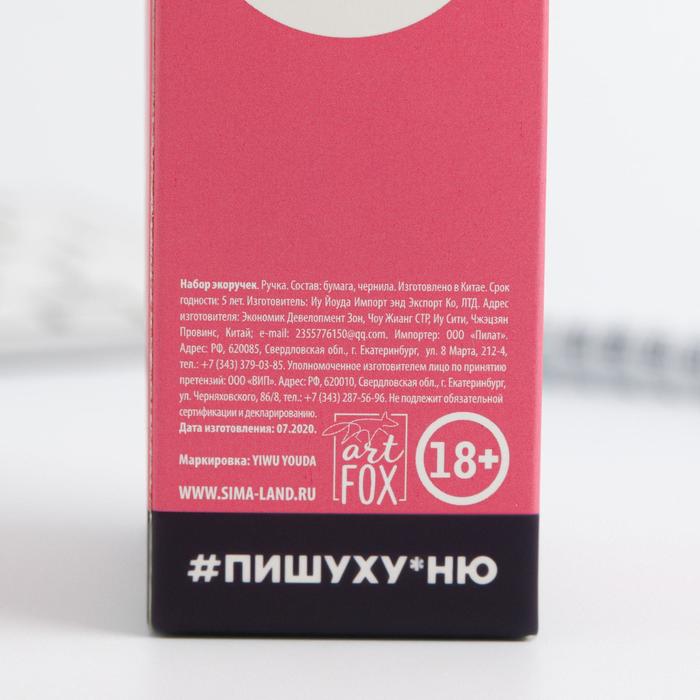 Набор экоручек. Ручка. Состав: бумага, чернила. Изготовлено в Китае. Срок
годности: 5 лет. Изготовитель: Иу Йоуда Импорт энд Экспорт Ко, ЛТД. Адрес
изготовителя: Экономик Девелопмент Зон, Чоу Жианг СТР, Иу Сити, Чжэцзян
Провинс, Китай; e-mail: 2355776150@qq.com. Импортер: ООО «Пилат».
Адрес: РФ, 620085, Свердловская обл., г. Екатеринбург, ул. 8 Марта, 212-4,
тел.: +7 (343) 379-03-85. Уполномоченное изготовителем лицо по принятию
претензий: ООО «ВИП». Адрес: РФ, 620010, Свердловская обл., г. Екатеринбург,
ул. Черняховского, 86/8, тел.: +7 (343) 287-56-96. Не подлежит обязательной
сертификации и декларированию.
Дата изготовления: 07.2020.
Маркировка: YIWU YOUDA
WWW.SIMA-LAND.RU
art
FOX
18+
#ПИШУХУ*НЮ